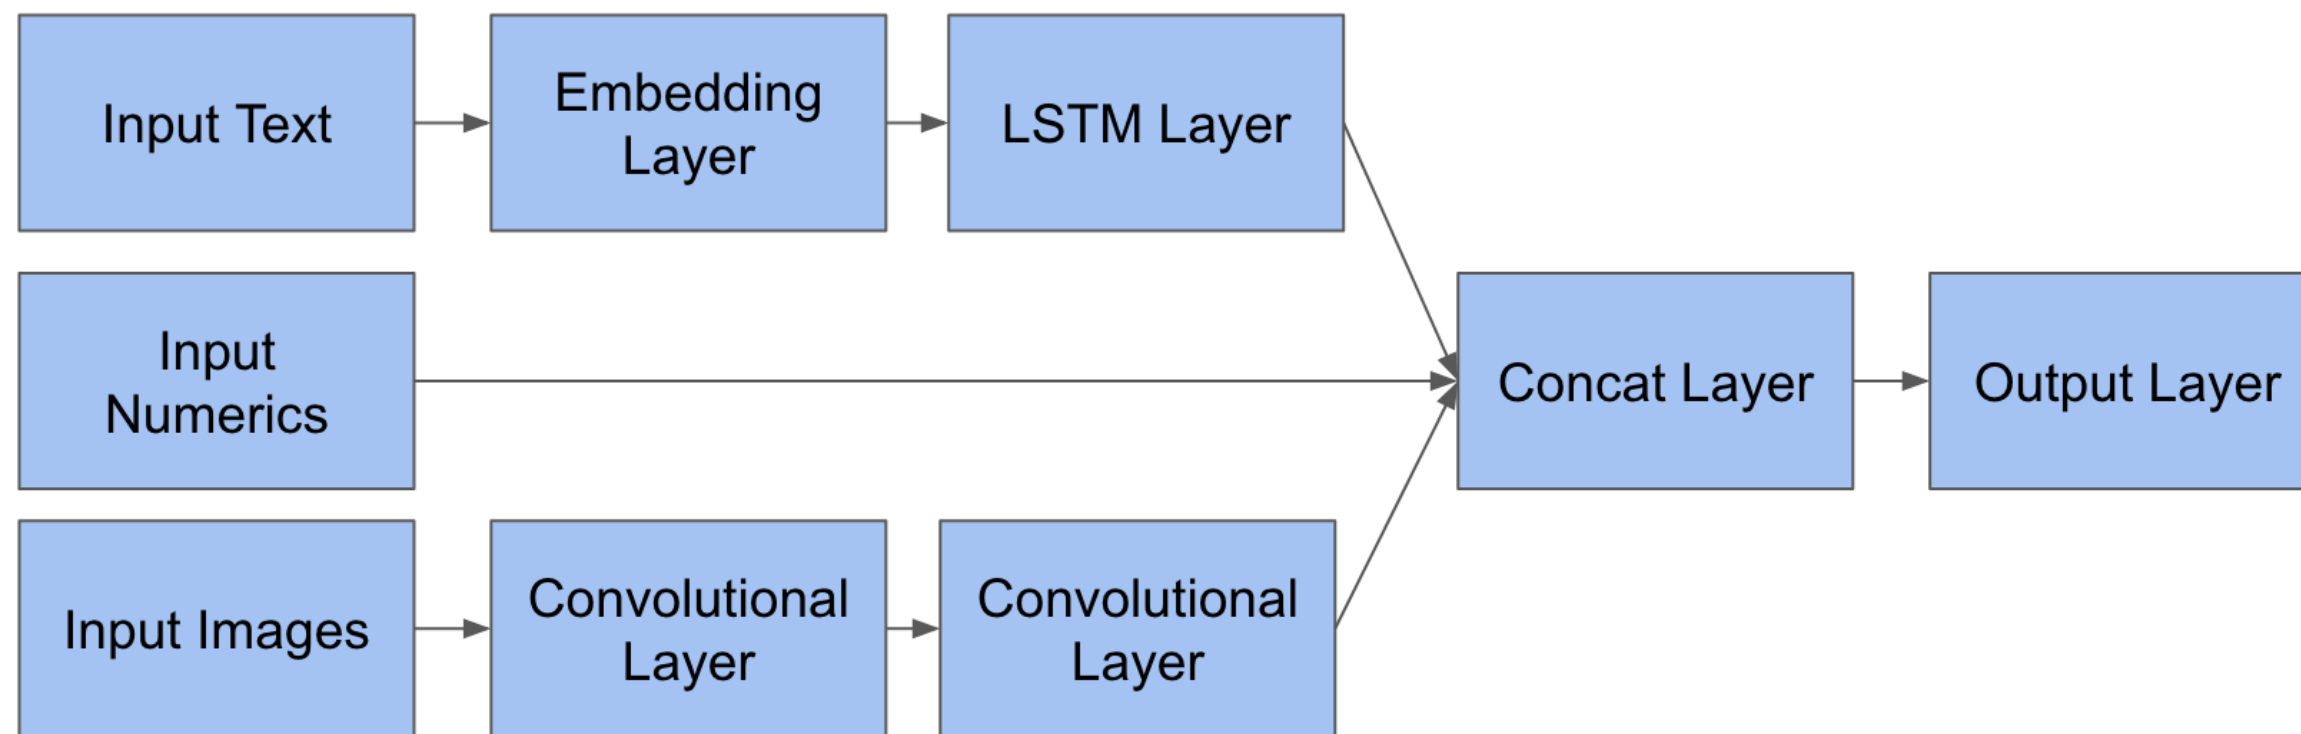 Input Text
Embedding
Layer
LSTM Layer
Input
Numerics
Concat Layer
Output Layer
Input Images
Convolutional
Layer
Convolutional
Layer